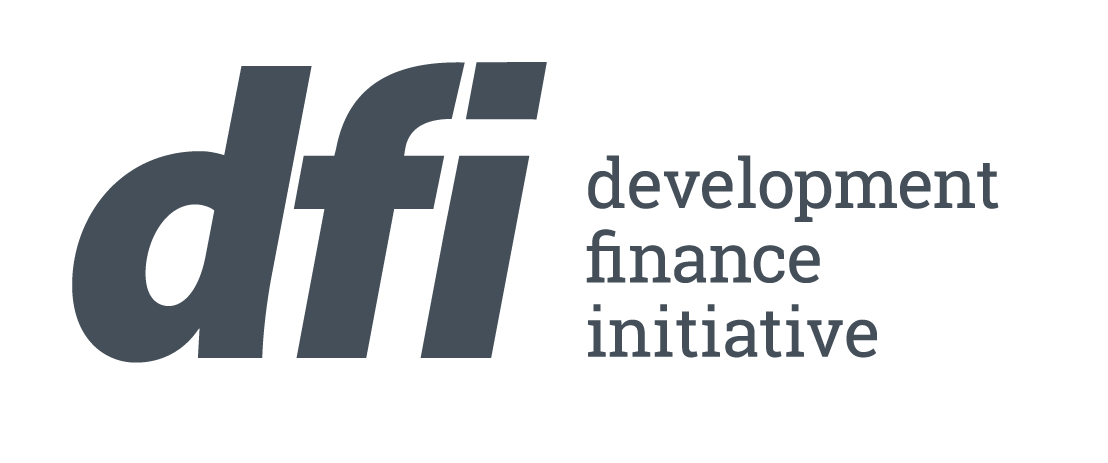 dfi
development
finance
initiative